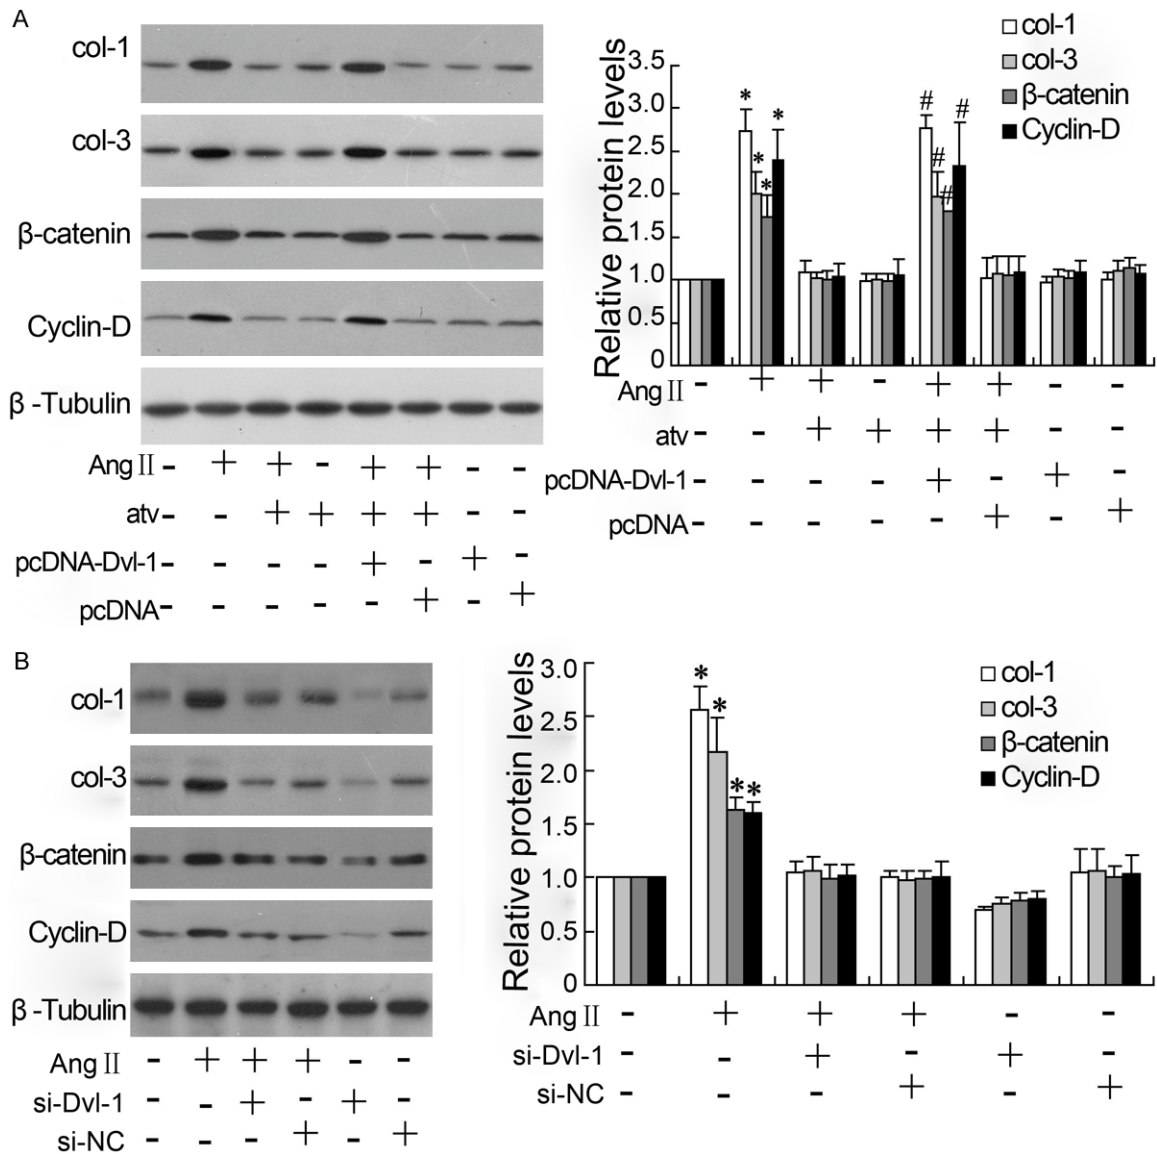 A
col-1
col-3
β-catenin
Cyclin-D
β -Tubulin
Ang II - + + - + + - -
atv - - + + + + - -
pcDNA-Dvl-1 - - - - + - + -
pcDNA - - - - - + - +
Relative protein levels
3.5
3.0
2.5
2.0
1.5
1.0
0.5
0
col-1
col-3
β-catenin
Cyclin-D
* * * *
# # # #
Ang II - + + - + + - -
atv - - + + + + - -
pcDNA-Dvl-1 - - - - + - + -
pcDNA - - - - - + - +
B
col-1
col-3
β-catenin
Cyclin-D
β -Tubulin
Ang II - + + + - -
si-Dvl-1 - - + - + -
si-NC - - - + - +
Relative protein levels
3.0
2.5
2.0
1.5
1.0
0.5
0
col-1
col-3
β-catenin
Cyclin-D
* * * *
Ang II - + + + - -
si-Dvl-1 - - + - + -
si-NC - - - + - +